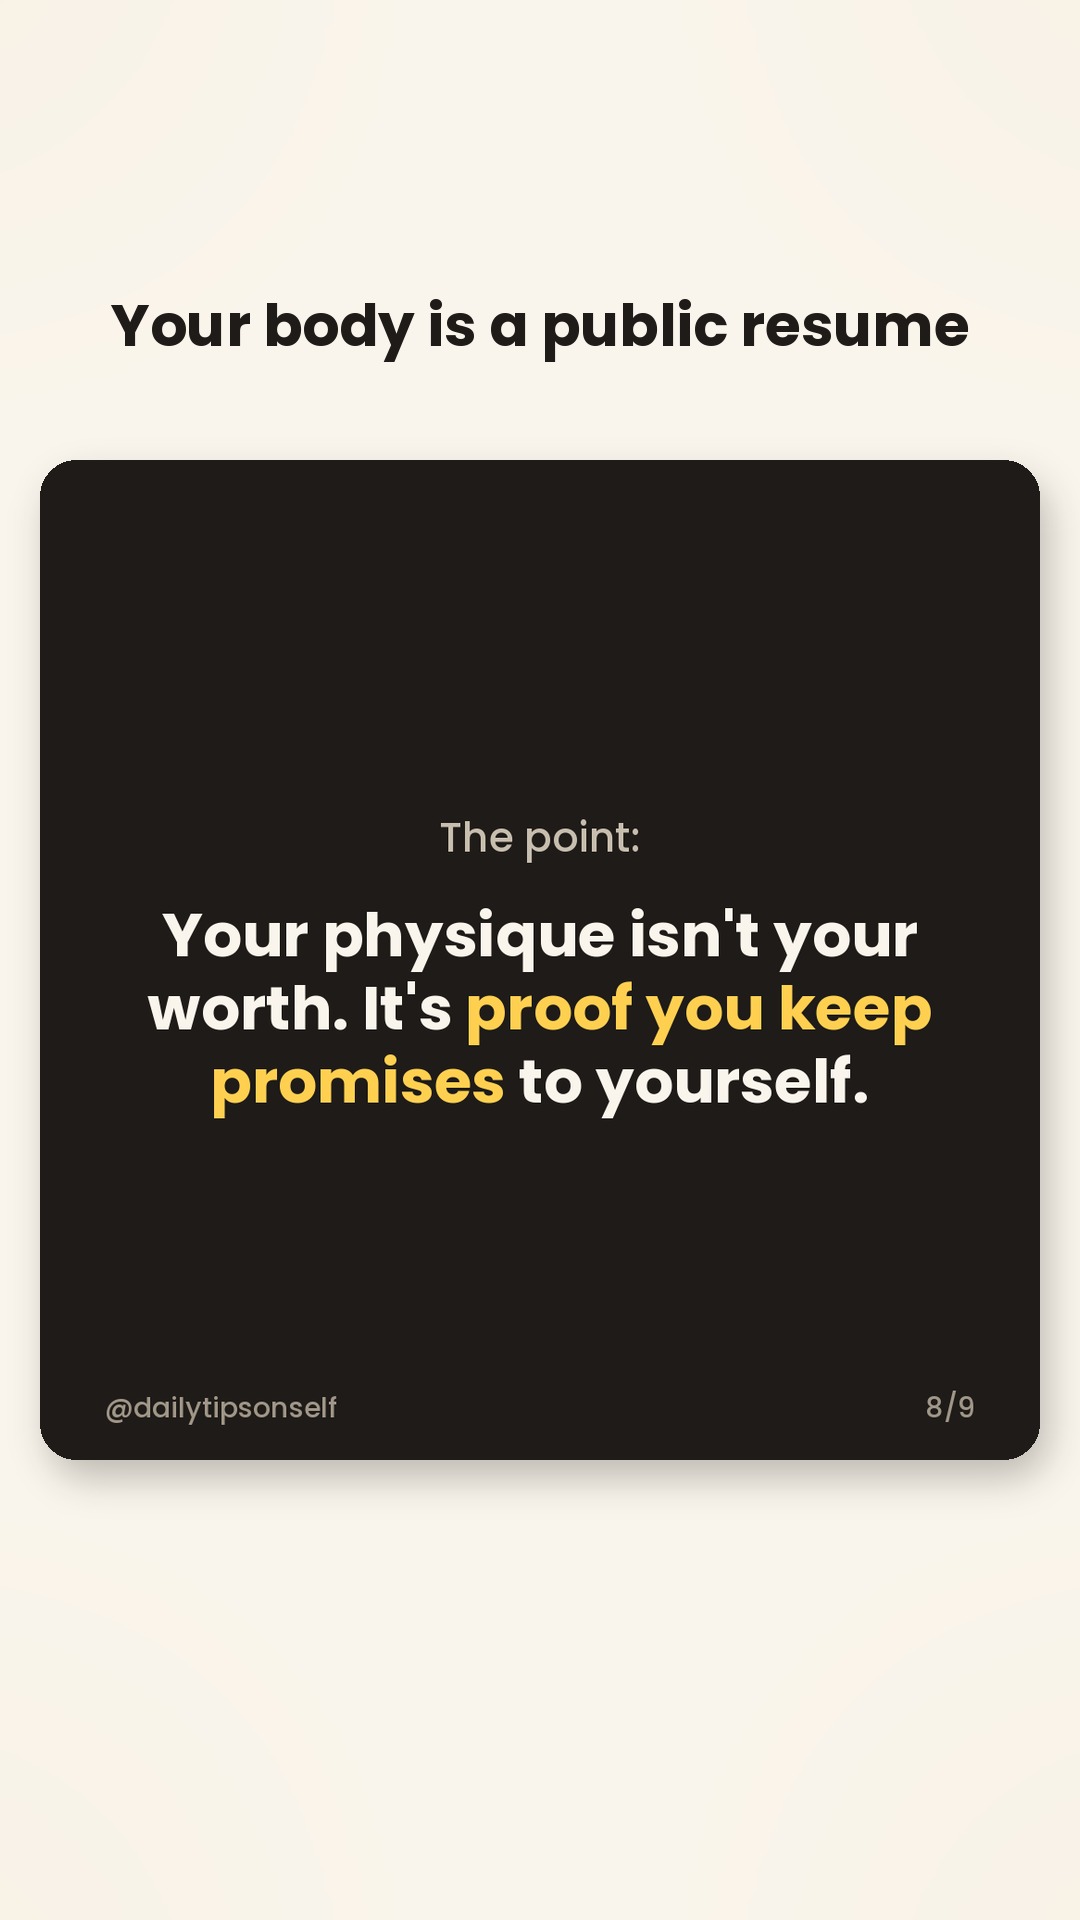 Your body is a public resume
The point:
Your physique isn't your
worth. It's proof you keep
promises to yourself.
@dailytipsonself
8/9